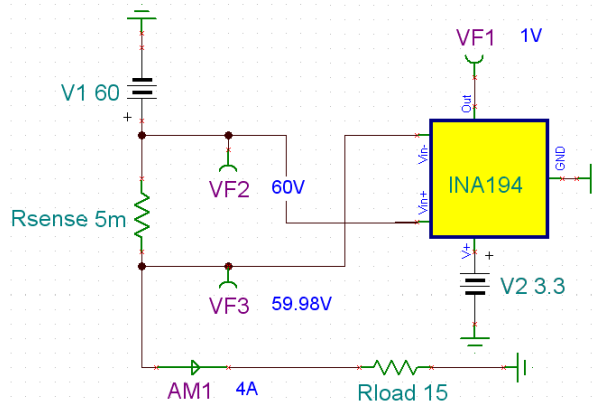 VF1 1V
V1 60
+
Out
Vin-
GND
VF2 60V
INA194
Rsense 5m
Vin+
V+
+
V2 3.3
VF3 59.98V
AM1 4A
Rload 15